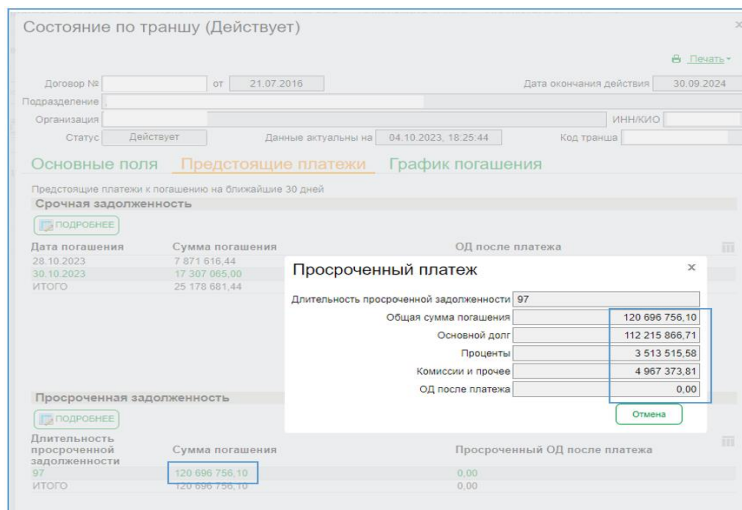 Состояние по траншу (Действует)
×
Печать
Договор № от 21.07.2016 Дата окончания действия 30.09.2024
Подразделение
Организация ИНН/КИО
Статус Действует Данные актуальны на 04.10.2023, 18:25:44 Код транша
Основные поля Предстоящие платежи График погашения
Предстоящие платежи к погашению на ближайшие 30 дней
Срочная задолженность
ПОДРОБНЕЕ
Дата погашения Сумма погашения ОД после платежа
28.10.2023 7 871 616,44
30.10.2023 17 307 065,00
ИТОГО 25 178 681,44
Просроченный платеж ×
Длительность просроченной задолженности 97
Общая сумма погашения 120 696 756,10
Основной долг 112 215 866,71
Проценты 3 513 515,58
Комиссии и прочее 4 967 373,81
ОД после платежа 0,00
Отмена
Просроченная задолженность
ПОДРОБНЕЕ
Длительность
просроченной
задолженности
Сумма погашения Просроченный ОД после платежа
97 120 696 756,10 0,00
ИТОГО 120 696 756,10 0,00